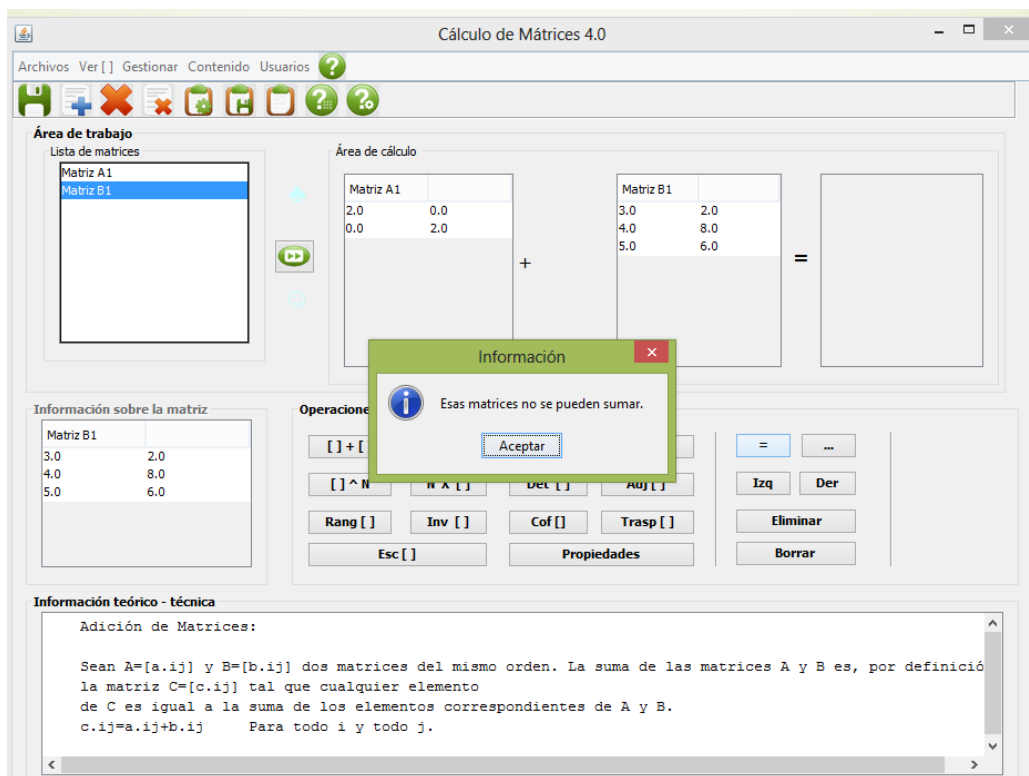 Cálculo de Mátrices 4.0
Archivos Ver [ ] Gestionar Contenido Usuarios
Área de trabajo
Lista de matrices
Matriz A1
Matriz B1
Área de cálculo
Matriz A1
2.0 0.0
0.0 2.0
+
Matriz B1
3.0 2.0
4.0 8.0
5.0 6.0
=
Información
Esas matrices no se pueden sumar.
Aceptar
Información sobre la matriz
Matriz B1
3.0 2.0
4.0 8.0
5.0 6.0
Operacione
[ ] + [
[ ] ^ N N X [ ] Det [ ] Adj [ ]
Rang [ ] Inv [ ] Cof [] Trasp [ ]
Esc [ ] Propiedades
= ...
Izq Der
Eliminar
Borrar
Información teórico - técnica
Adición de Matrices:
Sean A=[a.ij] y B=[b.ij] dos matrices del mismo orden. La suma de las matrices A y B es, por definició
la matriz C=[c.ij] tal que cualquier elemento
de C es igual a la suma de los elementos correspondientes de A y B.
c.ij=a.ij+b.ij Para todo i y todo j.